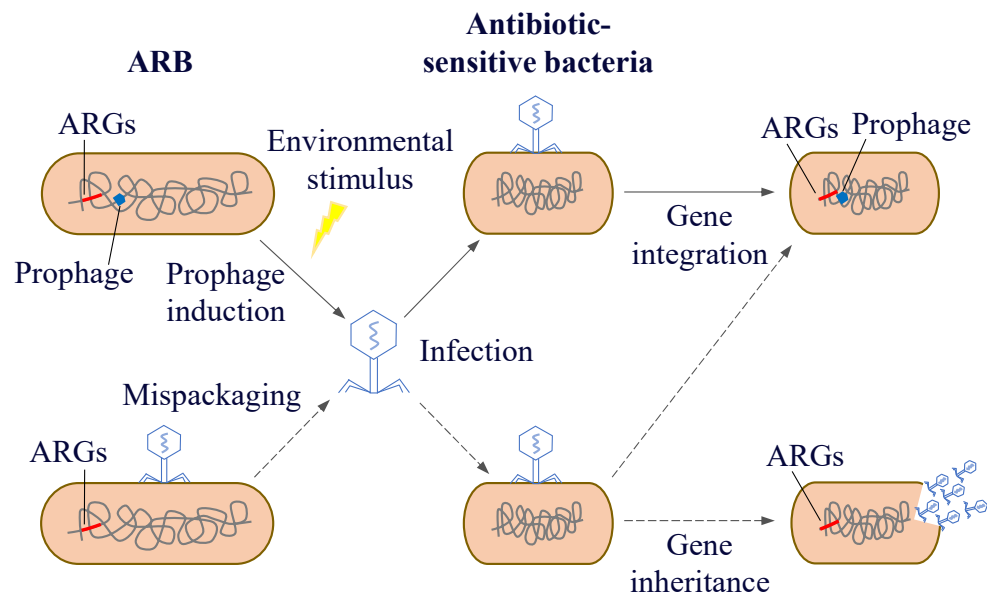 ARB
Antibiotic-
sensitive bacteria
ARGs
Environmental
stimulus
ARGs
Prophage
Prophage
Prophage
induction
Gene
integration
Infection
Mispackaging
ARGs
ARGs
Gene
inheritance